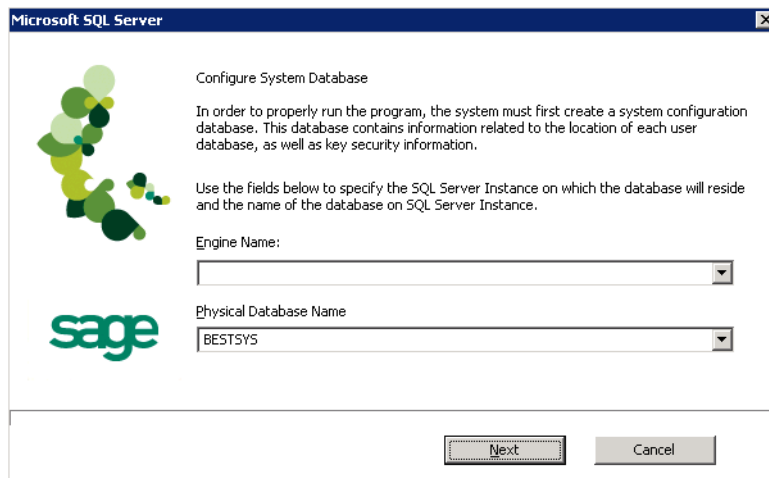 Microsoft SQL Server
Configure System Database
In order to properly run the program, the system must first create a system configuration
database. This database contains information related to the location of each user
database, as well as key security information.
Use the fields below to specify the SQL Server Instance on which the database will reside
and the name of the database on SQL Server Instance.
Engine Name:
sage
Physical Database Name
BESTSYS
Next
Cancel